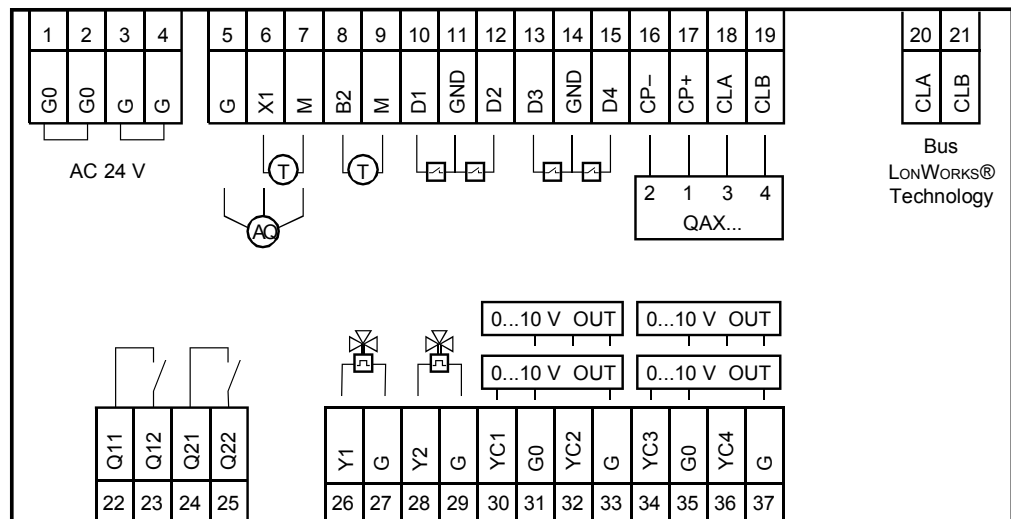 1 2 3 4 5 6 7 8 9 10 11 12 13 14 15 16 17 18 19 20 21
G0 G0 G G G X1 M B2 M D1 GND D2 D3 GND D4 CP– CP+ CLA CLB CLA CLB
AC 24 V
T T
Bus
LONWORKS®
Technology
2 1 3 4
QAX...
AQ
0...10 V OUT 0...10 V OUT
0...10 V OUT 0...10 V OUT
Q11 Q12 Q21 Q22 Y1 G Y2 G YC1 G0 YC2 G YC3 G0 YC4 G
22 23 24 25 26 27 28 29 30 31 32 33 34 35 36 37